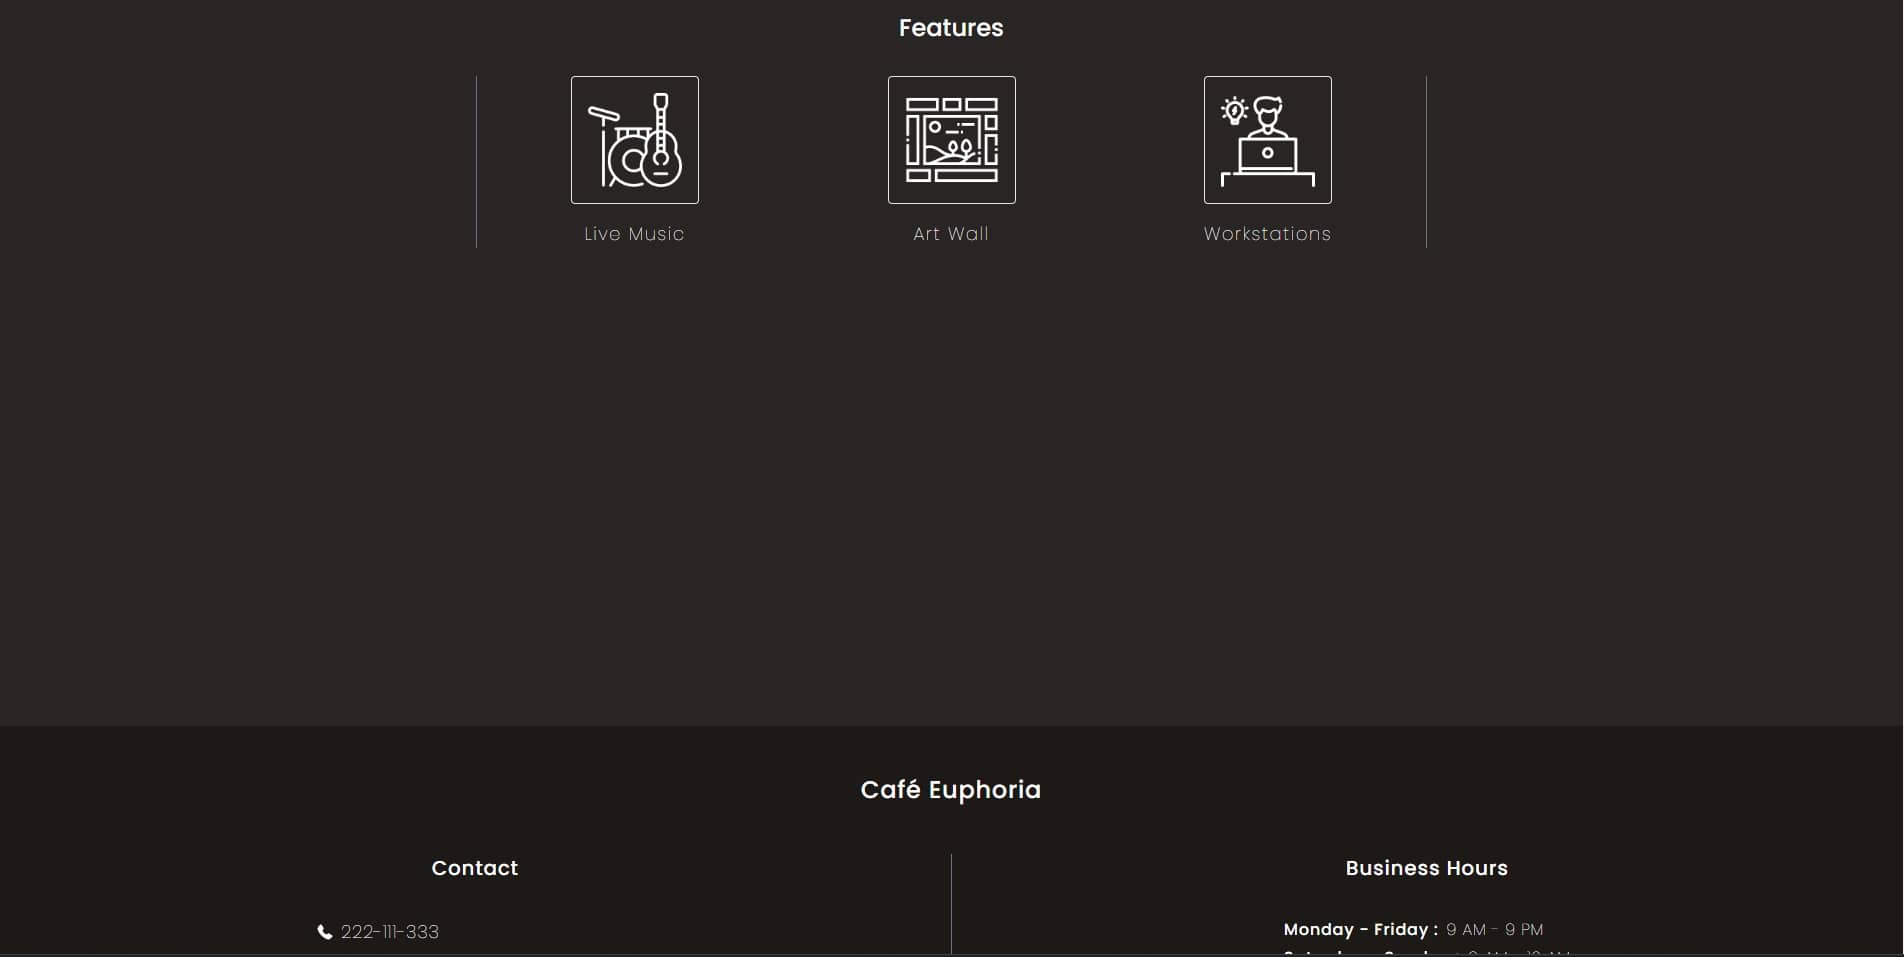 Features
Live Music
Art Wall
Workstations
Café Euphoria
Contact
Business Hours
222-111-333
Monday - Friday : 9 AM - 9 PM